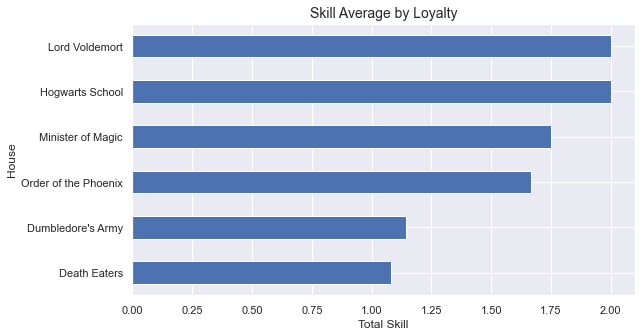 Skill Average by Loyalty
Lord Voldemort
Hogwarts School
Minister of Magic
Order of the Phoenix
Dumbledore's Army
Death Eaters
House
0.00 0.25 0.50 0.75 1.00 1.25 1.50 1.75 2.00
Total Skill